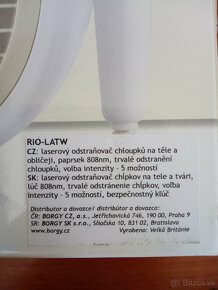 RIO-LATW
CZ: laserový odstraňovač chloupků na těle a
obličeji, paprsek 808nm, trvalé odstranění
chloupků, volba intenzity - 5 možností
SK: laserový odstraňovač chĺpkov na tele a tvári,
lúč 808nm, trvalé odstránenie chĺpkov, voľba
intenzity - 5 možností, bezpečnostný kľúč
Distributor a dovozce/ distribútor a dovozca:
ČR: BORGY CZ, a.s., Jetřichovická 746, 190 00, Praha 9
SR: BORGY SK s.r.o., Sliačska 10, 831 02, Bratislava
www.borgy.cz Vyrobeno: Velká Británie
bazos.sk